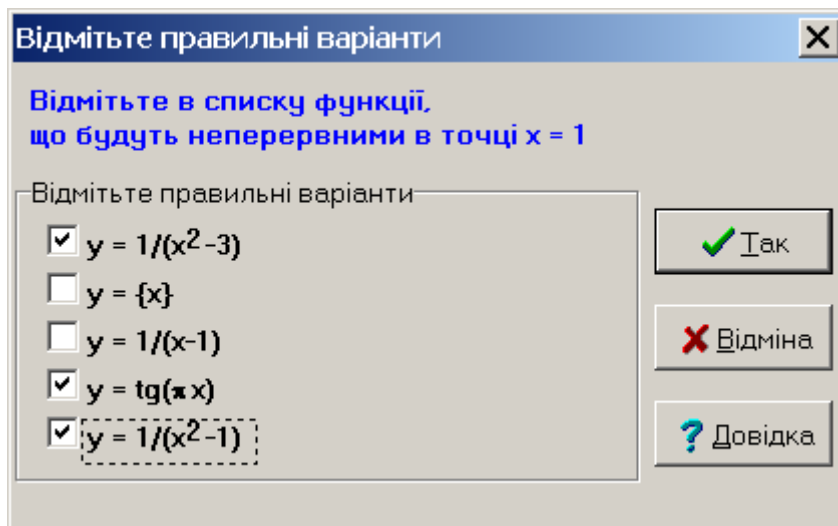 Відмітьте правильні варіанти
Відмітьте в списку функції,
що будуть неперервними в точці x = 1
Відмітьте правильні варіанти
y = 1/(x²-3)
y = {x}
y = 1/(x-1)
y = tg(π x)
y = 1/(x²-1)
Так
Відміна
Довідка